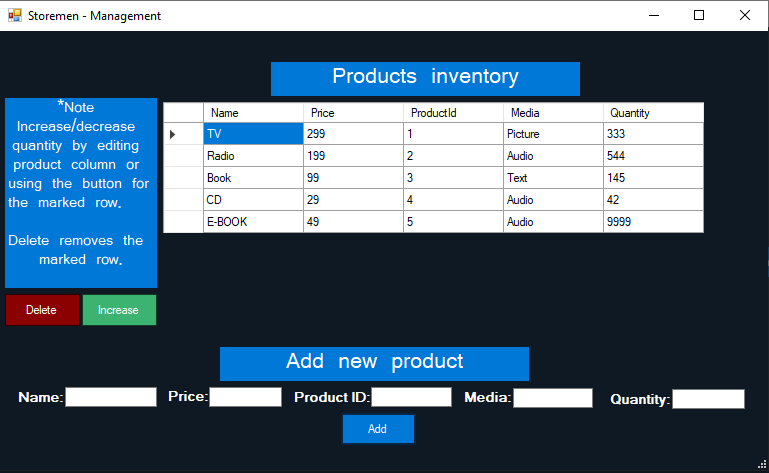 Storemen - Management
Products inventory
*Note
Increase/decrease
quantity by editing
product column or
using the button for
the marked row.
Delete removes the
marked row.
Name Price ProductId Media Quantity
TV 299 1 Picture 333
Radio 199 2 Audio 544
Book 99 3 Text 145
CD 29 4 Audio 42
E-BOOK 49 5 Audio 9999
Delete Increase
Add new product
Name: Price: Product ID: Media: Quantity:
Add